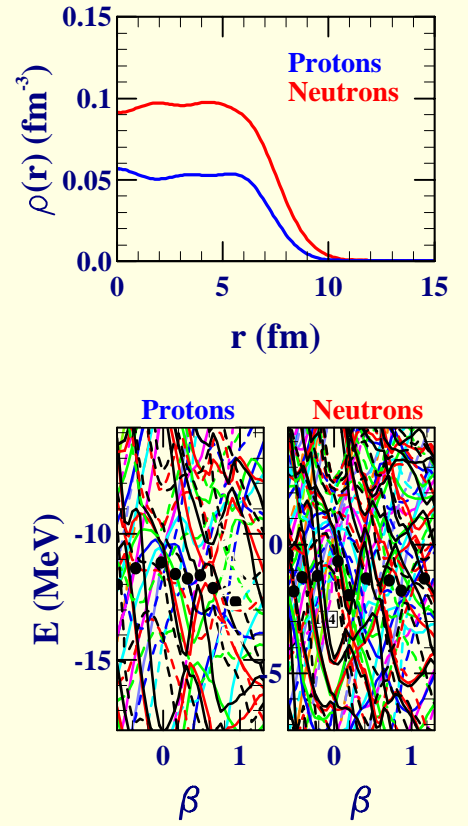 Protons
Neutrons
ρ(r) (fm⁻³)
0.15
0.1
0.05
0.0
0 5 10 15
r (fm)
Protons Neutrons
E (MeV)
-10
-15
0
-5
0 1 0 1
β β